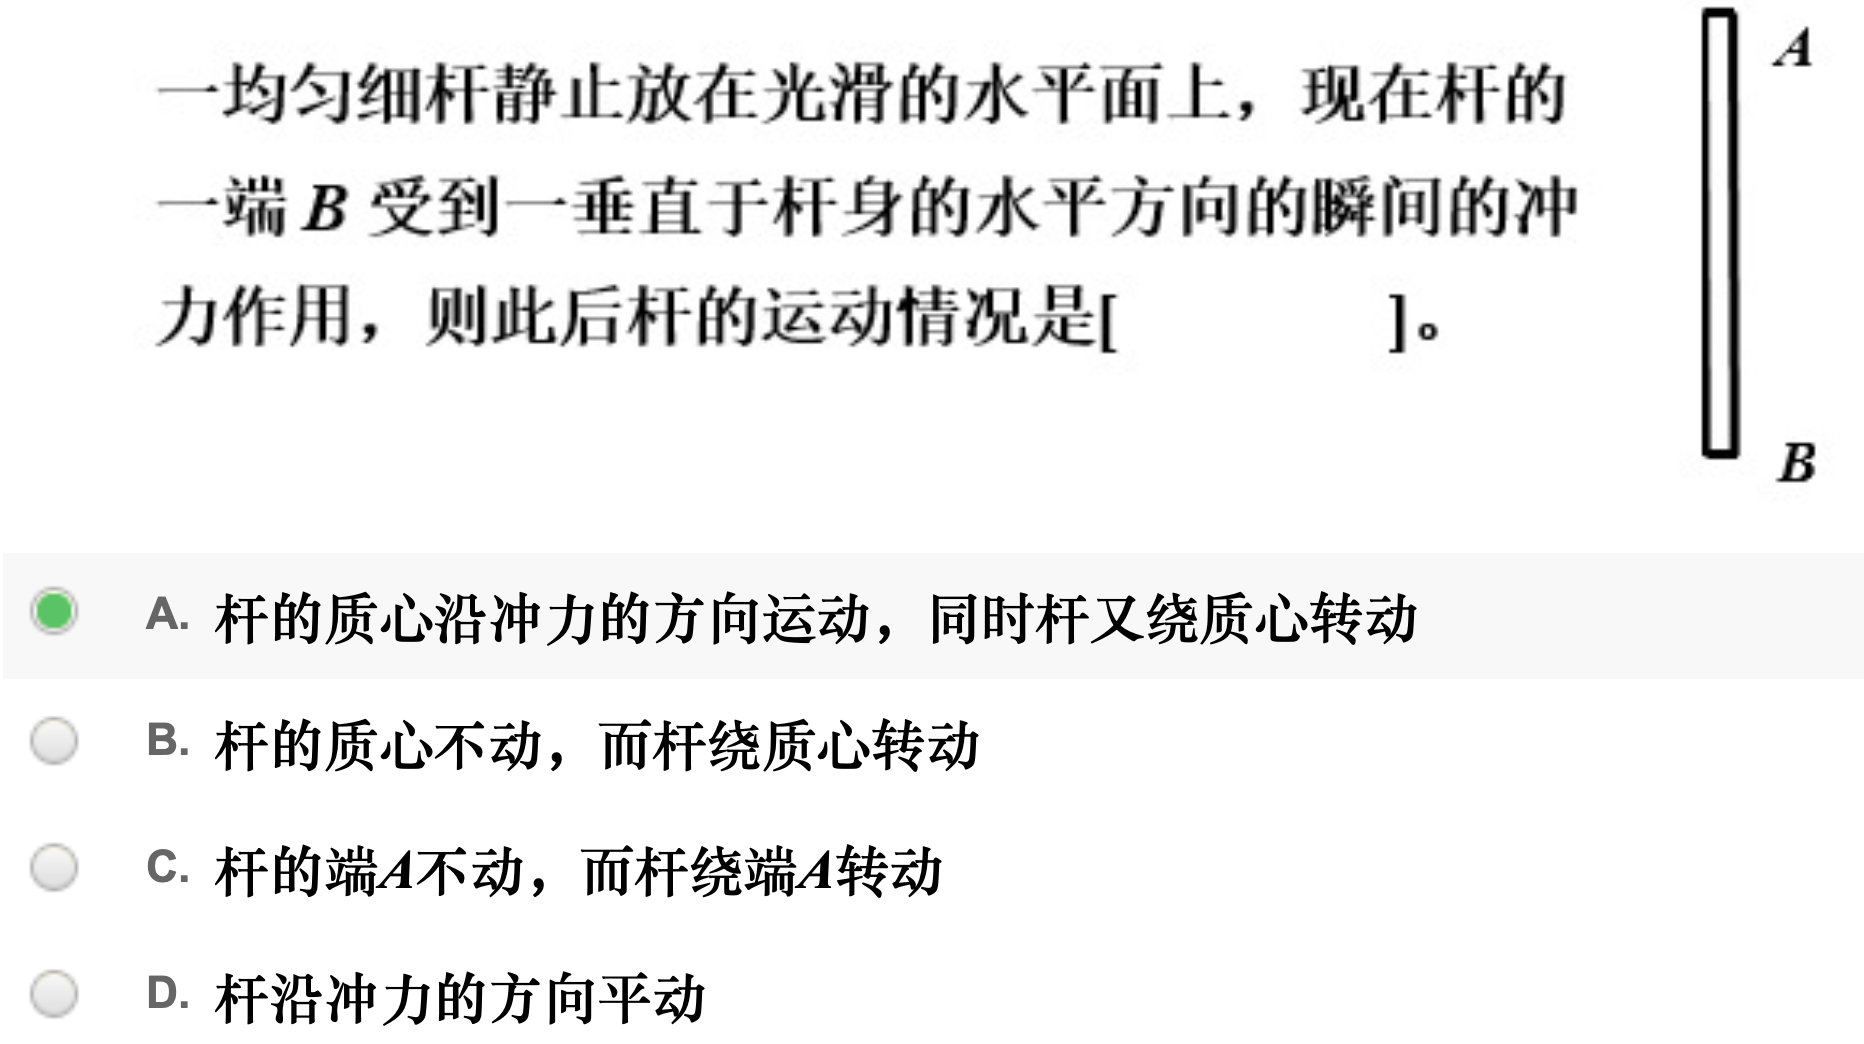 一均匀细杆静止放在光滑的水平面上，现在杆的
一端 B 受到一垂直于杆身的水平方向的瞬间的冲
力作用，则此后杆的运动情况是[ ]。
A
B
A. 杆的质心沿冲力的方向运动，同时杆又绕质心转动
B. 杆的质心不动，而杆绕质心转动
C. 杆的端A不动，而杆绕端A转动
D. 杆沿冲力的方向平动